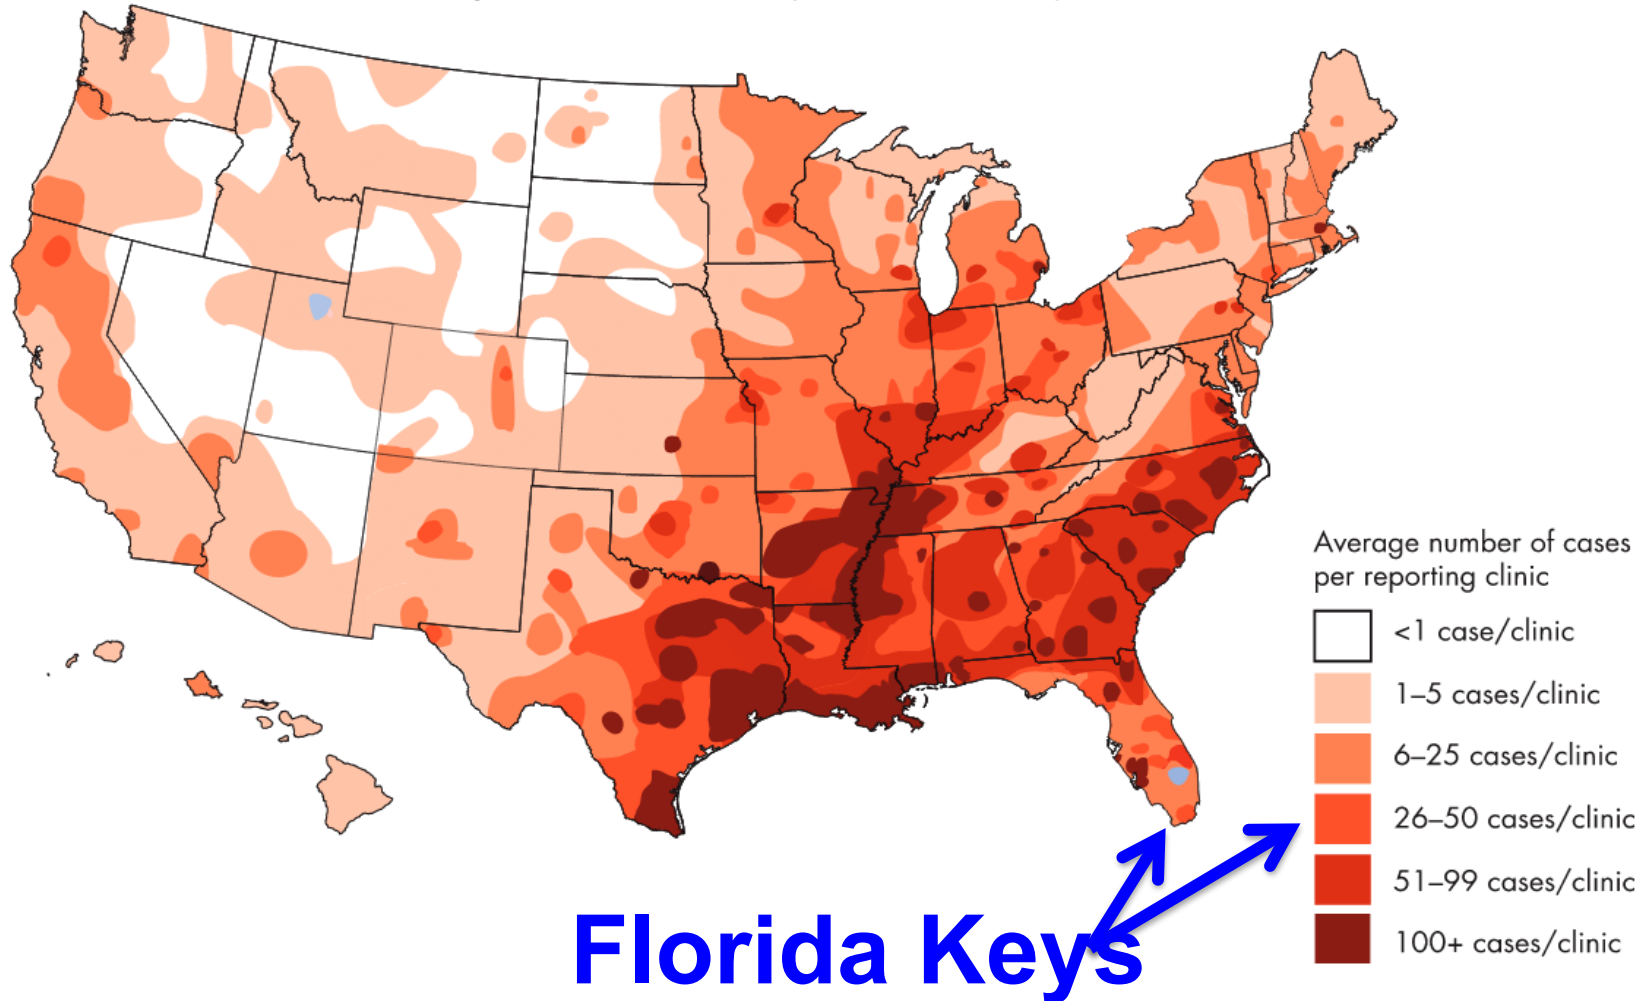 Average number of cases
per reporting clinic
<1 case/clinic
1–5 cases/clinic
6–25 cases/clinic
26–50 cases/clinic
51–99 cases/clinic
100+ cases/clinic
Florida Keys